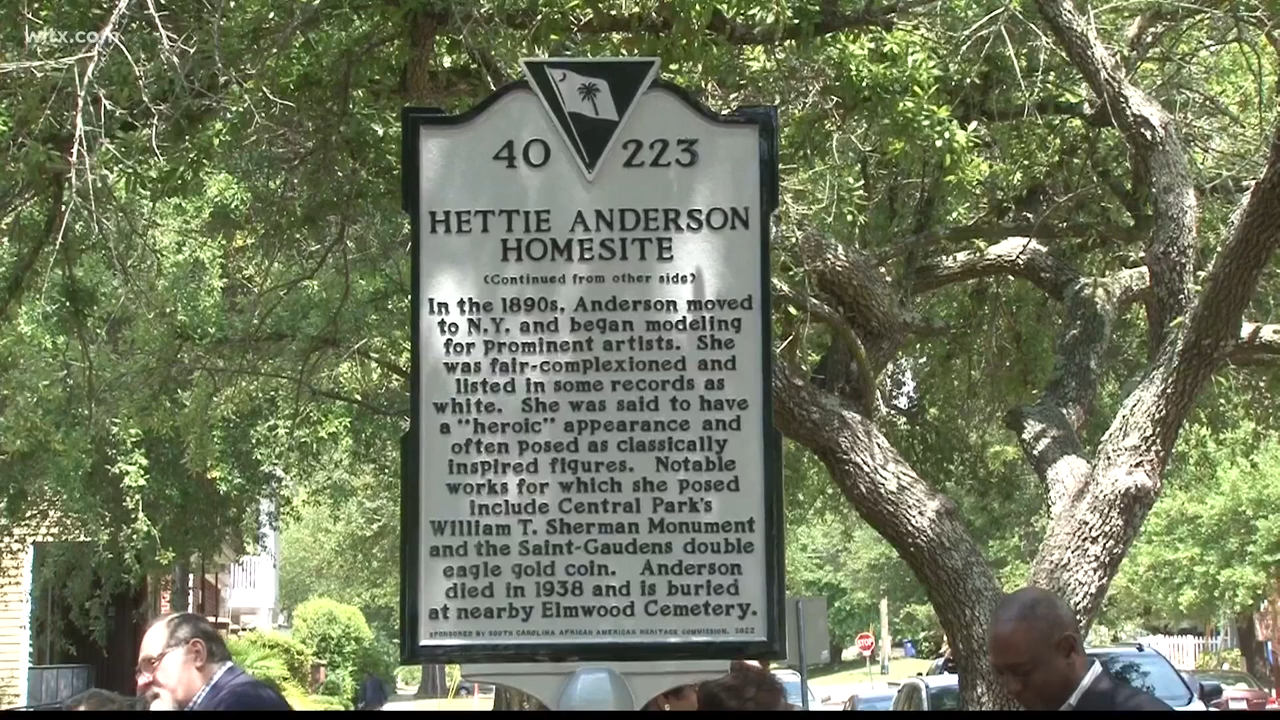 wltx.com
40 223
HETTIE ANDERSON
HOMESITE
(Continued from other side)
In the 1890s, Anderson moved
to N.Y. and began modeling
for prominent artists. She
was fair-complexioned and
listed in some records as
white. She was said to have
a "heroic" appearance and
often posed as classically
inspired figures. Notable
works for which she posed
include Central Park's
William T. Sherman Monument
and the Saint-Gaudens double
eagle gold coin. Anderson
died in 1938 and is buried
at nearby Elmwood Cemetery.
SPONSORED BY SOUTH CAROLINA AFRICAN AMERICAN HERITAGE COMMISSION, 2022
STOP